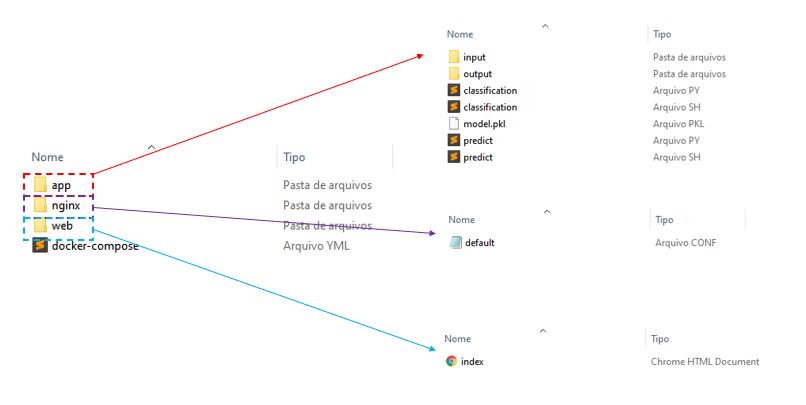 Nome Tipo
app Pasta de arquivos
nginx Pasta de arquivos
web Pasta de arquivos
docker-compose Arquivo YML
Nome Tipo
input Pasta de arquivos
output Pasta de arquivos
classification Arquivo PY
classification Arquivo SH
model.pkl Arquivo PKL
predict Arquivo PY
predict Arquivo SH
Nome Tipo
default Arquivo CONF
Nome Tipo
index Chrome HTML Document